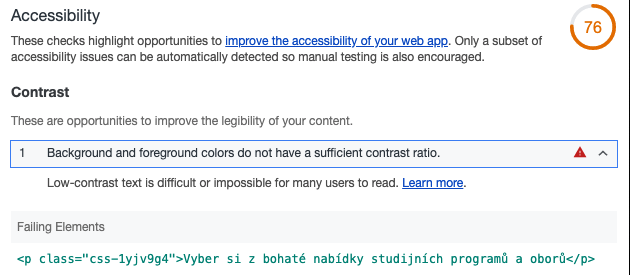 Accessibility
76
These checks highlight opportunities to improve the accessibility of your web app. Only a subset of
accessibility issues can be automatically detected so manual testing is also encouraged.
Contrast
These are opportunities to improve the legibility of your content.
1 Background and foreground colors do not have a sufficient contrast ratio.
Low-contrast text is difficult or impossible for many users to read. Learn more.
Failing Elements
<p class="css-1yjv9g4">Vyber si z bohaté nabídky studijních programů a oborů</p>